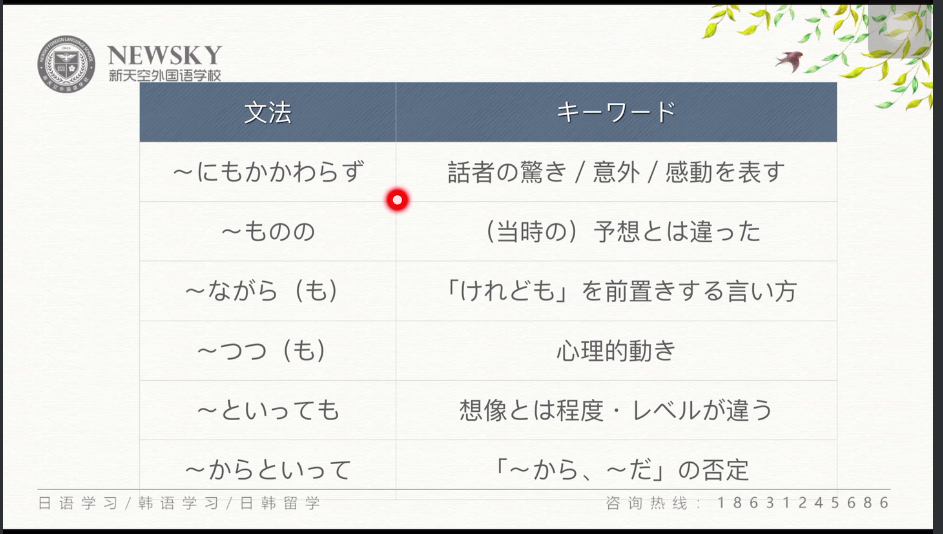 NEWSKY
新天空外国语学校
文法 キーワード
～にもかかわらず 話者の驚き / 意外 / 感動を表す
～ものの （当時の）予想とは違った
～ながら（も） 「けれども」を前置きする言い方
～つつ（も） 心理的動き
～といっても 想像とは程度・レベルが違う
～からといって 「～から、～だ」の否定
日语学习/韩语学习/日韩留学 咨询热线：18631245686